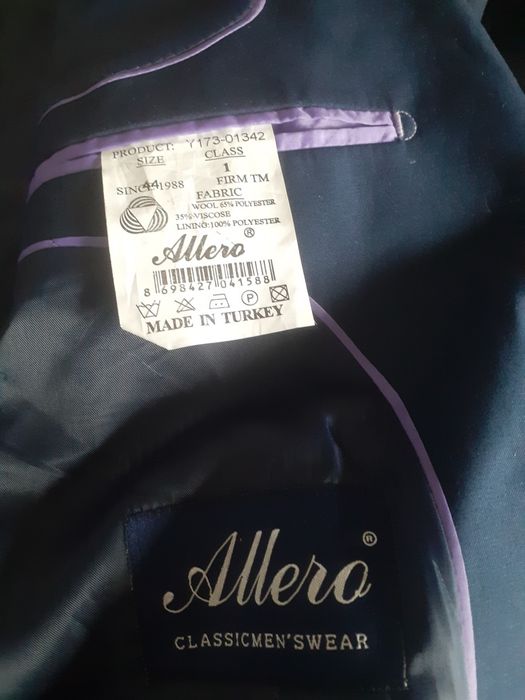 PRODUCT: Y173-01342
SIZE CLASS
44 1
SINCE 1988 FIRM TM
FABRIC
WOOL 65% POLYESTER
35% VISCOSE
LINING:100% POLYESTER
Allero ®
8 698427 041588
MADE IN TURKEY
Allero ®
CLASSICMEN'SWEAR